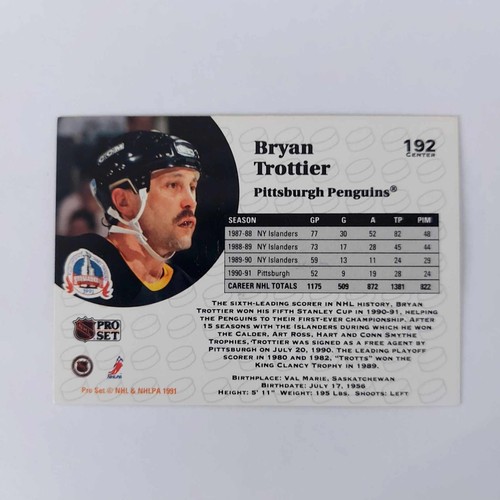 192
CENTER
Bryan
Trottier
Pittsburgh Penguins®
SEASON GP G A TP PIM
1987-88 NY Islanders 77 30 52 82 48
1988-89 NY Islanders 73 17 28 45 44
1989-90 NY Islanders 59 13 11 24 29
1990-91 Pittsburgh 52 9 19 28 24
CAREER NHL TOTALS 1175 509 872 1381 822
THE SIXTH-LEADING SCORER IN NHL HISTORY, BRYAN
TROTTIER WON HIS FIFTH STANLEY CUP IN 1990-91, HELPING
THE PENGUINS TO THEIR FIRST-EVER CHAMPIONSHIP. AFTER
15 SEASONS WITH THE ISLANDERS DURING WHICH HE WON
THE CALDER, ART ROSS, HART AND CONN SMYTHE
TROPHIES, TROTTIER WAS SIGNED AS A FREE AGENT BY
PITTSBURGH ON JULY 20, 1990. THE LEADING PLAYOFF
SCORER IN 1980 AND 1982, "TROTTS" WON THE
KING CLANCY TROPHY IN 1989.
BIRTHPLACE: VAL MARIE, SASKATCHEWAN
BIRTHDATE: JULY 17, 1956
HEIGHT: 5' 11" WEIGHT: 195 LBS. SHOOTS: LEFT
NHL
PRO
SET
NHLPA
Pro Set © NHL & NHLPA 1991